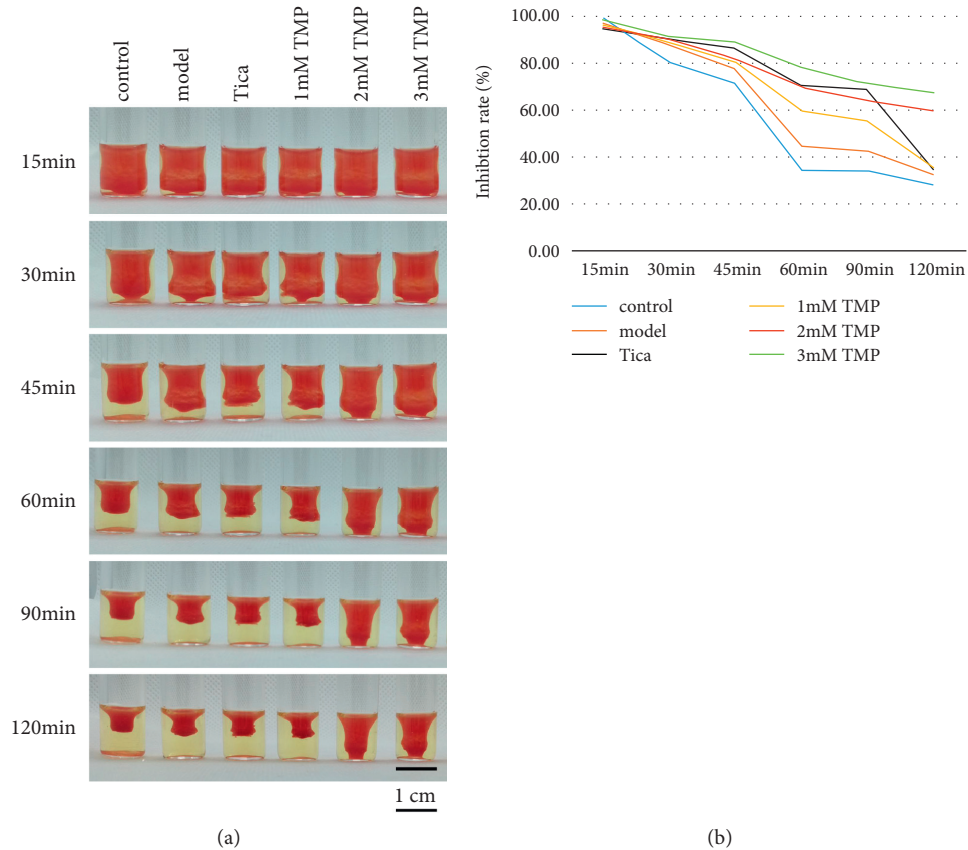 control
model
Tica
1mM TMP
2mM TMP
3mM TMP
15min
30min
45min
60min
90min
120min
1 cm
(a)
100.00
80.00
60.00
40.00
20.00
0.00
Inhibtion rate (%)
15min 30min 45min 60min 90min 120min
control
model
Tica
1mM TMP
2mM TMP
3mM TMP
(b)